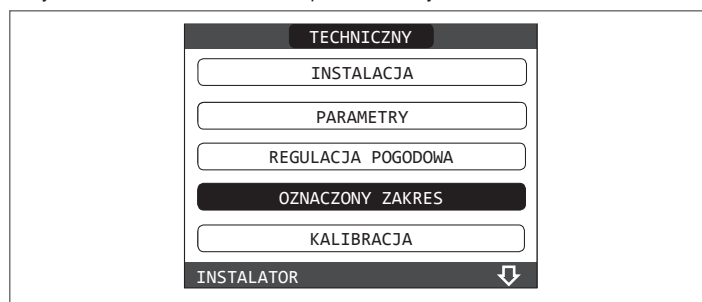 TECHNICZNY
INSTALACJA
PARAMETRY
REGULACJA POGODOWA
OZNACZONY ZAKRES
KALIBRACJA
INSTALATOR